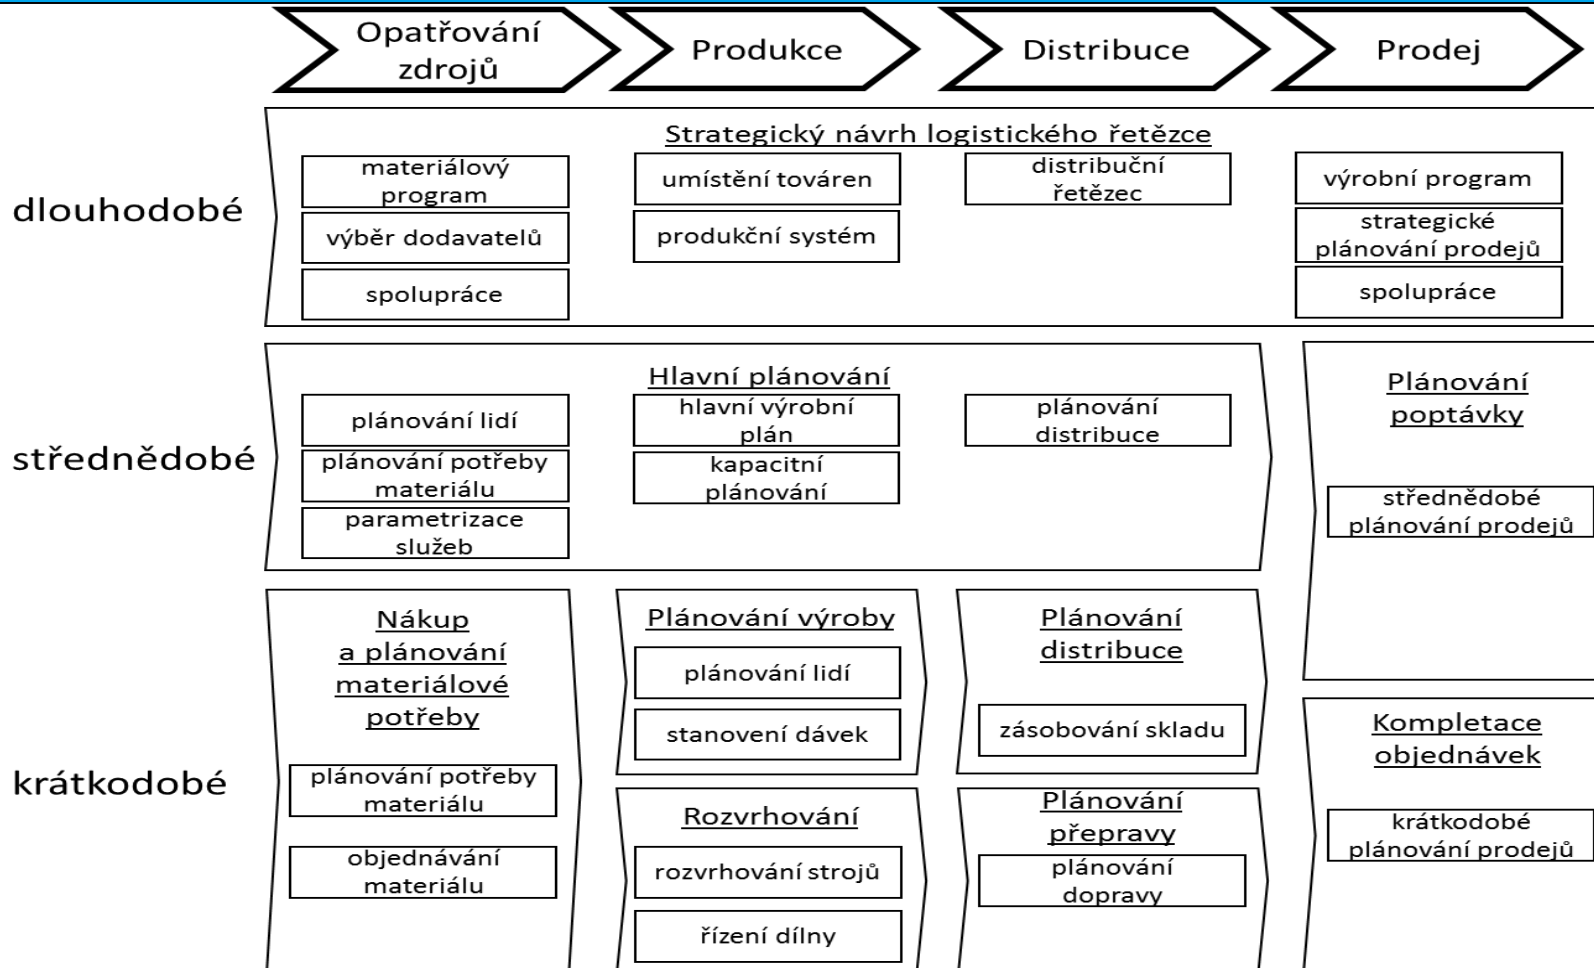 Opatřování
zdrojů
Produkce
Distribuce
Prodej
dlouhodobé
Strategický návrh logistického řetězce
materiálový
program
výběr dodavatelů
spolupráce
umístění továren
produkční systém
distribuční
řetězec
výrobní program
strategické
plánování prodejů
spolupráce
střednědobé
Hlavní plánování
plánování lidí
plánování potřeby
materiálu
parametrizace
služeb
hlavní výrobní
plán
kapacitní
plánování
plánování
distribuce
Plánování
poptávky
střednědobé
plánování prodejů
krátkodobé
Nákup
a plánování
materiálové
potřeby
plánování potřeby
materiálu
objednávání
materiálu
Plánování výroby
plánování lidí
stanovení dávek
Rozvrhování
rozvrhování strojů
řízení dílny
Plánování
distribuce
zásobování skladu
Plánování
přepravy
plánování
dopravy
Kompletace
objednávek
krátkodobé
plánování prodejů